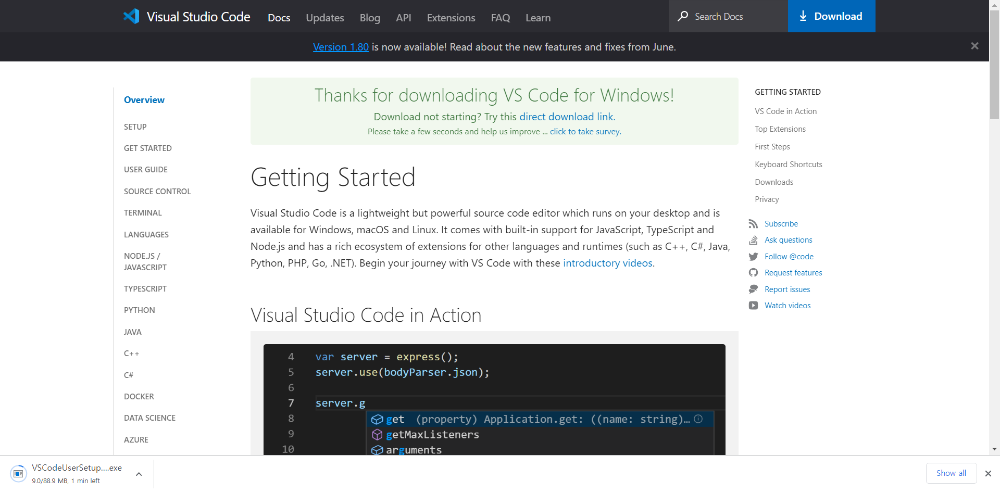 Visual Studio Code Docs Updates Blog API Extensions FAQ Learn Search Docs Download
Version 1.80 is now available! Read about the new features and fixes from June.
Overview
SETUP
GET STARTED
USER GUIDE
SOURCE CONTROL
TERMINAL
LANGUAGES
NODE.JS /
JAVASCRIPT
TYPESCRIPT
PYTHON
JAVA
C++
C#
DOCKER
DATA SCIENCE
AZURE
Thanks for downloading VS Code for Windows!
Download not starting? Try this direct download link.
Please take a few seconds and help us improve ... click to take survey.
Getting Started
Visual Studio Code is a lightweight but powerful source code editor which runs on your desktop and is
available for Windows, macOS and Linux. It comes with built-in support for JavaScript, TypeScript and
Node.js and has a rich ecosystem of extensions for other languages and runtimes (such as C++, C#, Java,
Python, PHP, Go, .NET). Begin your journey with VS Code with these introductory videos.
Visual Studio Code in Action
4 var server = express();
5 server.use(bodyParser.json);
6
7 server.g
8 get (property) Application.get: ((name: string)…
9 getMaxListeners
10 arguments
GETTING STARTED
VS Code in Action
Top Extensions
First Steps
Keyboard Shortcuts
Downloads
Privacy
Subscribe
Ask questions
Follow @code
Request features
Report issues
Watch videos
VSCodeUserSetup....exe
9.0/88.9 MB, 1 min left
Show all